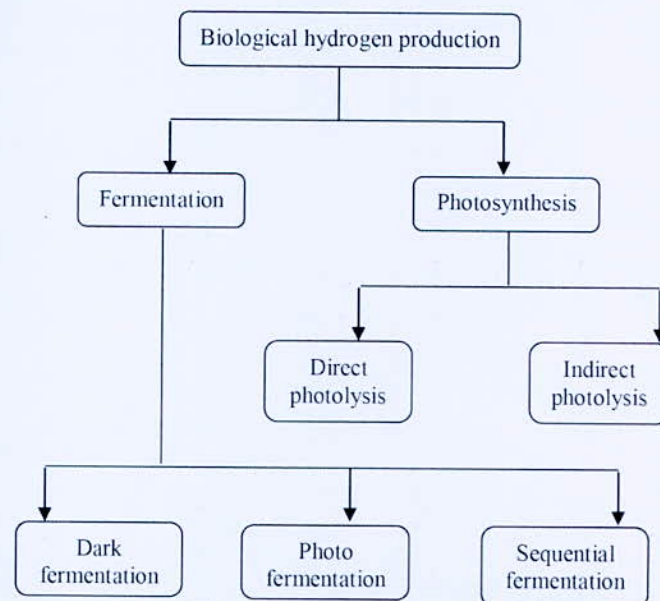 Biological hydrogen production
Fermentation
Photosynthesis
Direct
photolysis
Indirect
photolysis
Dark
fermentation
Photo
fermentation
Sequential
fermentation